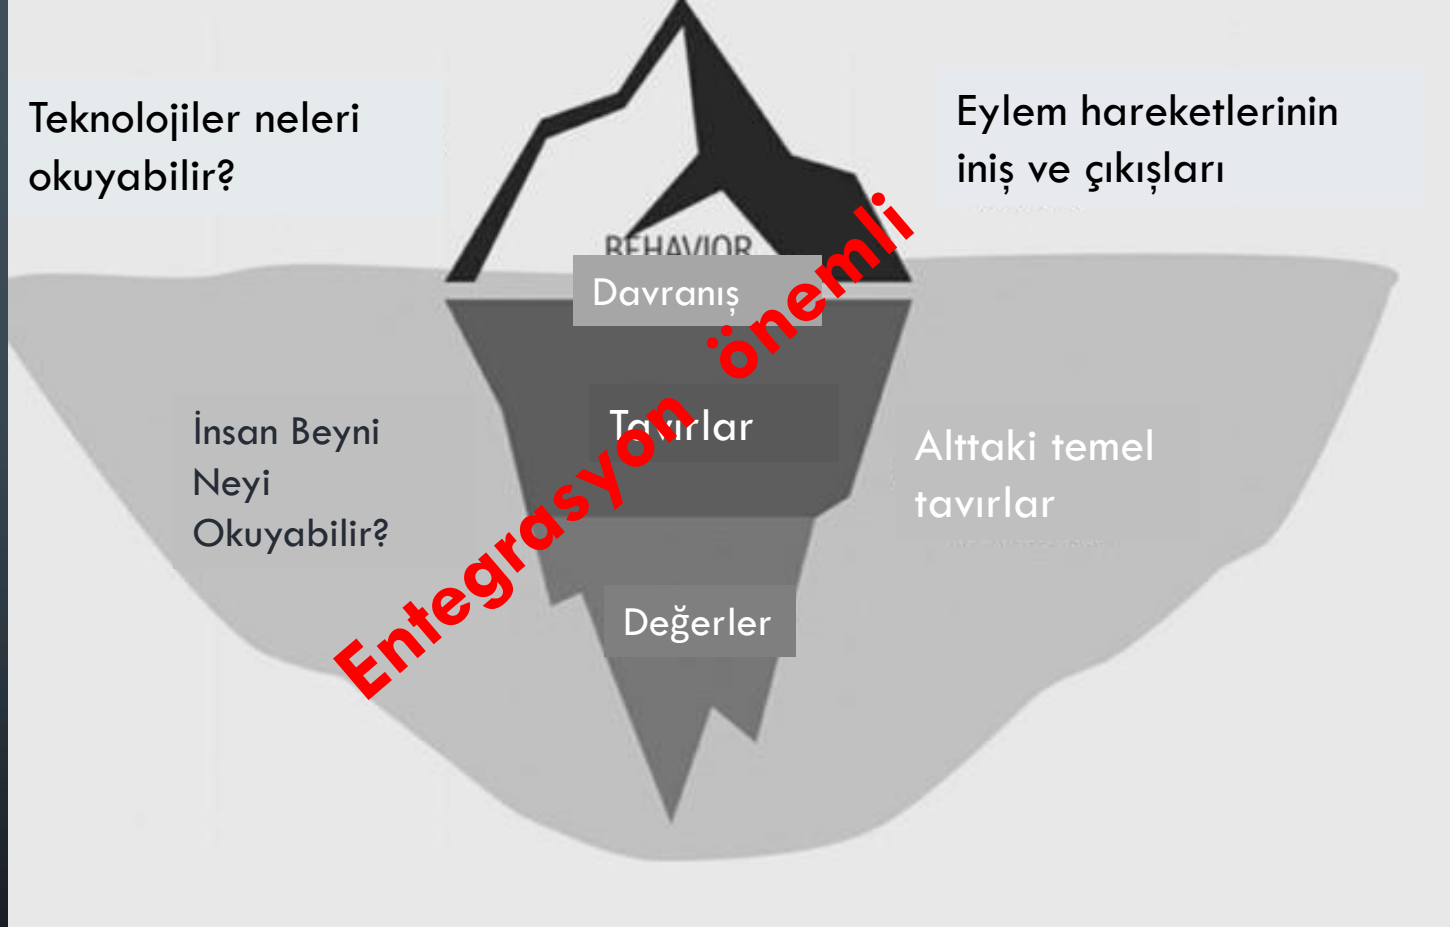 Teknolojiler neleri
okuyabilir?
Eylem hareketlerinin
iniş ve çıkışları
BEHAVIOR
Davranış
Entegrasyon önemli
Tavırlar
İnsan Beyni
Neyi
Okuyabilir?
Alttaki temel
tavırlar
Değerler